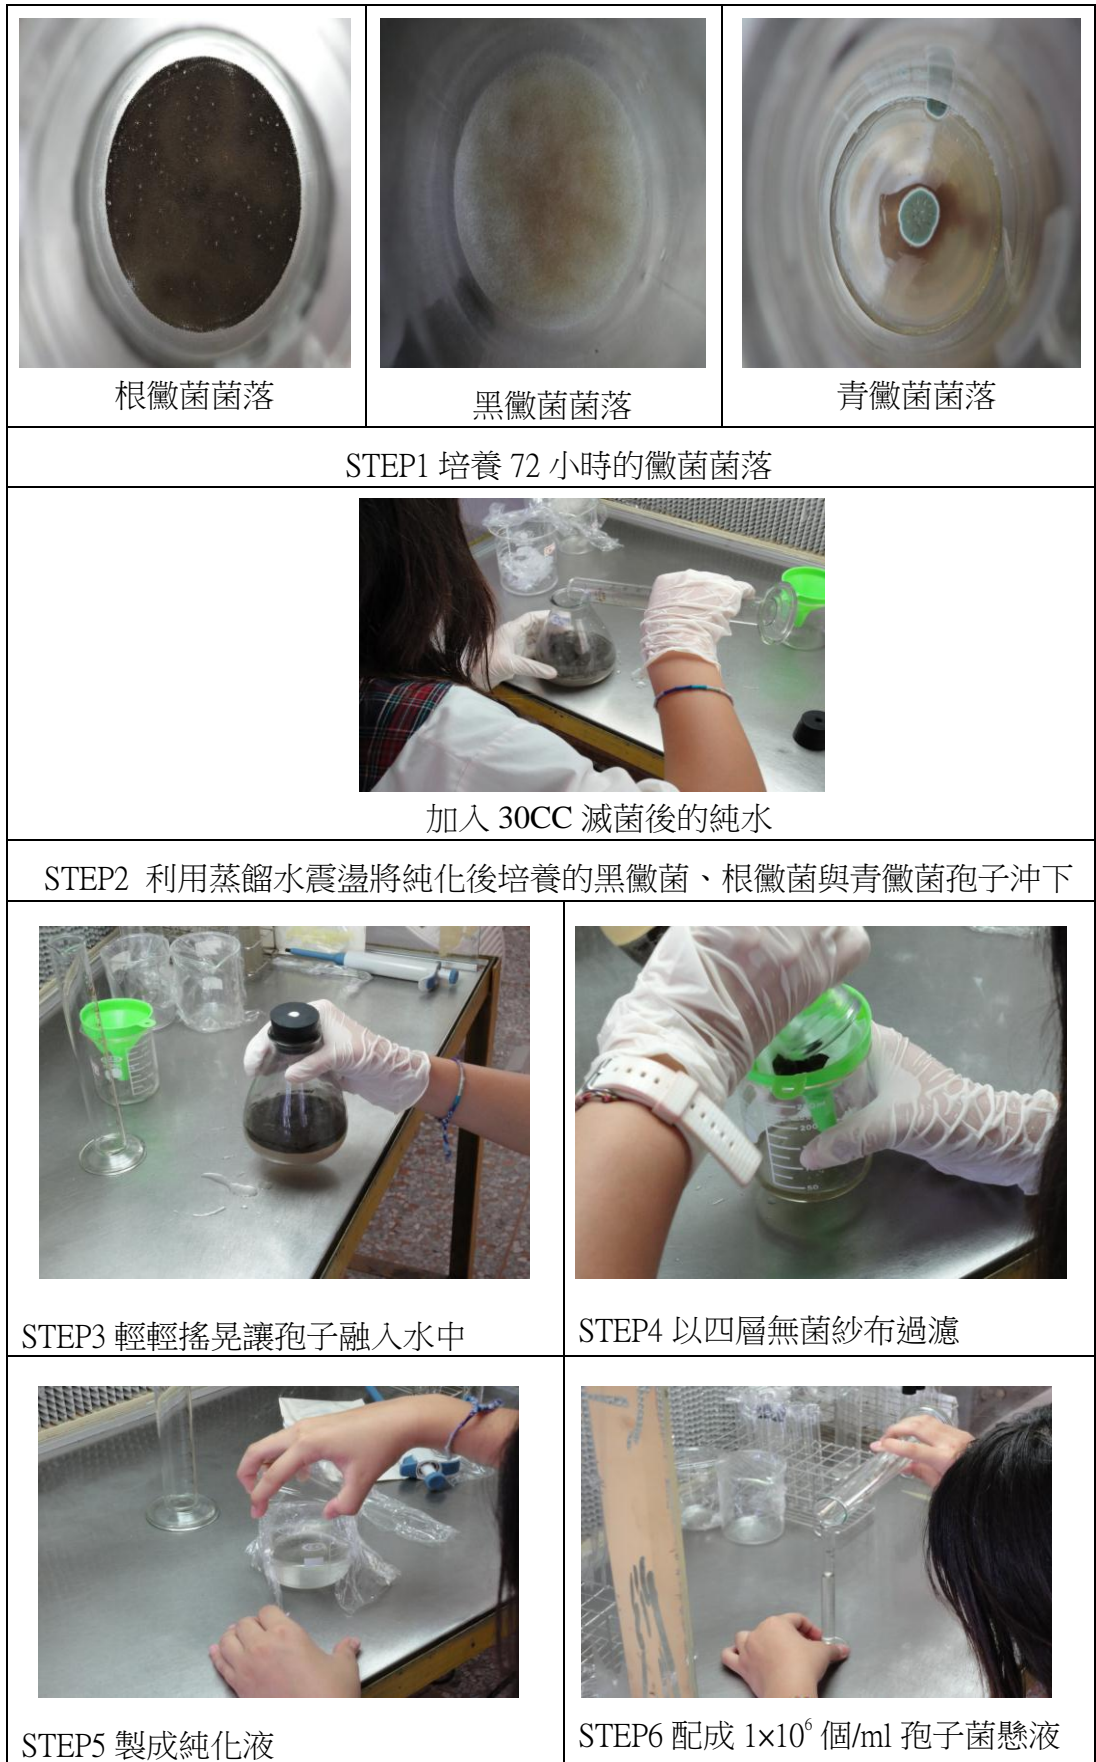 根黴菌菌落
黑黴菌菌落
青黴菌菌落
STEP1 培養 72 小時的黴菌菌落
加入 30CC 滅菌後的純水
STEP2 利用蒸餾水震盪將純化後培養的黑黴菌、根黴菌與青黴菌孢子沖下
200
50
STEP3 輕輕搖晃讓孢子融入水中
STEP4 以四層無菌紗布過濾
STEP5 製成純化液
STEP6 配成 1×10⁶ 個/ml 孢子菌懸液